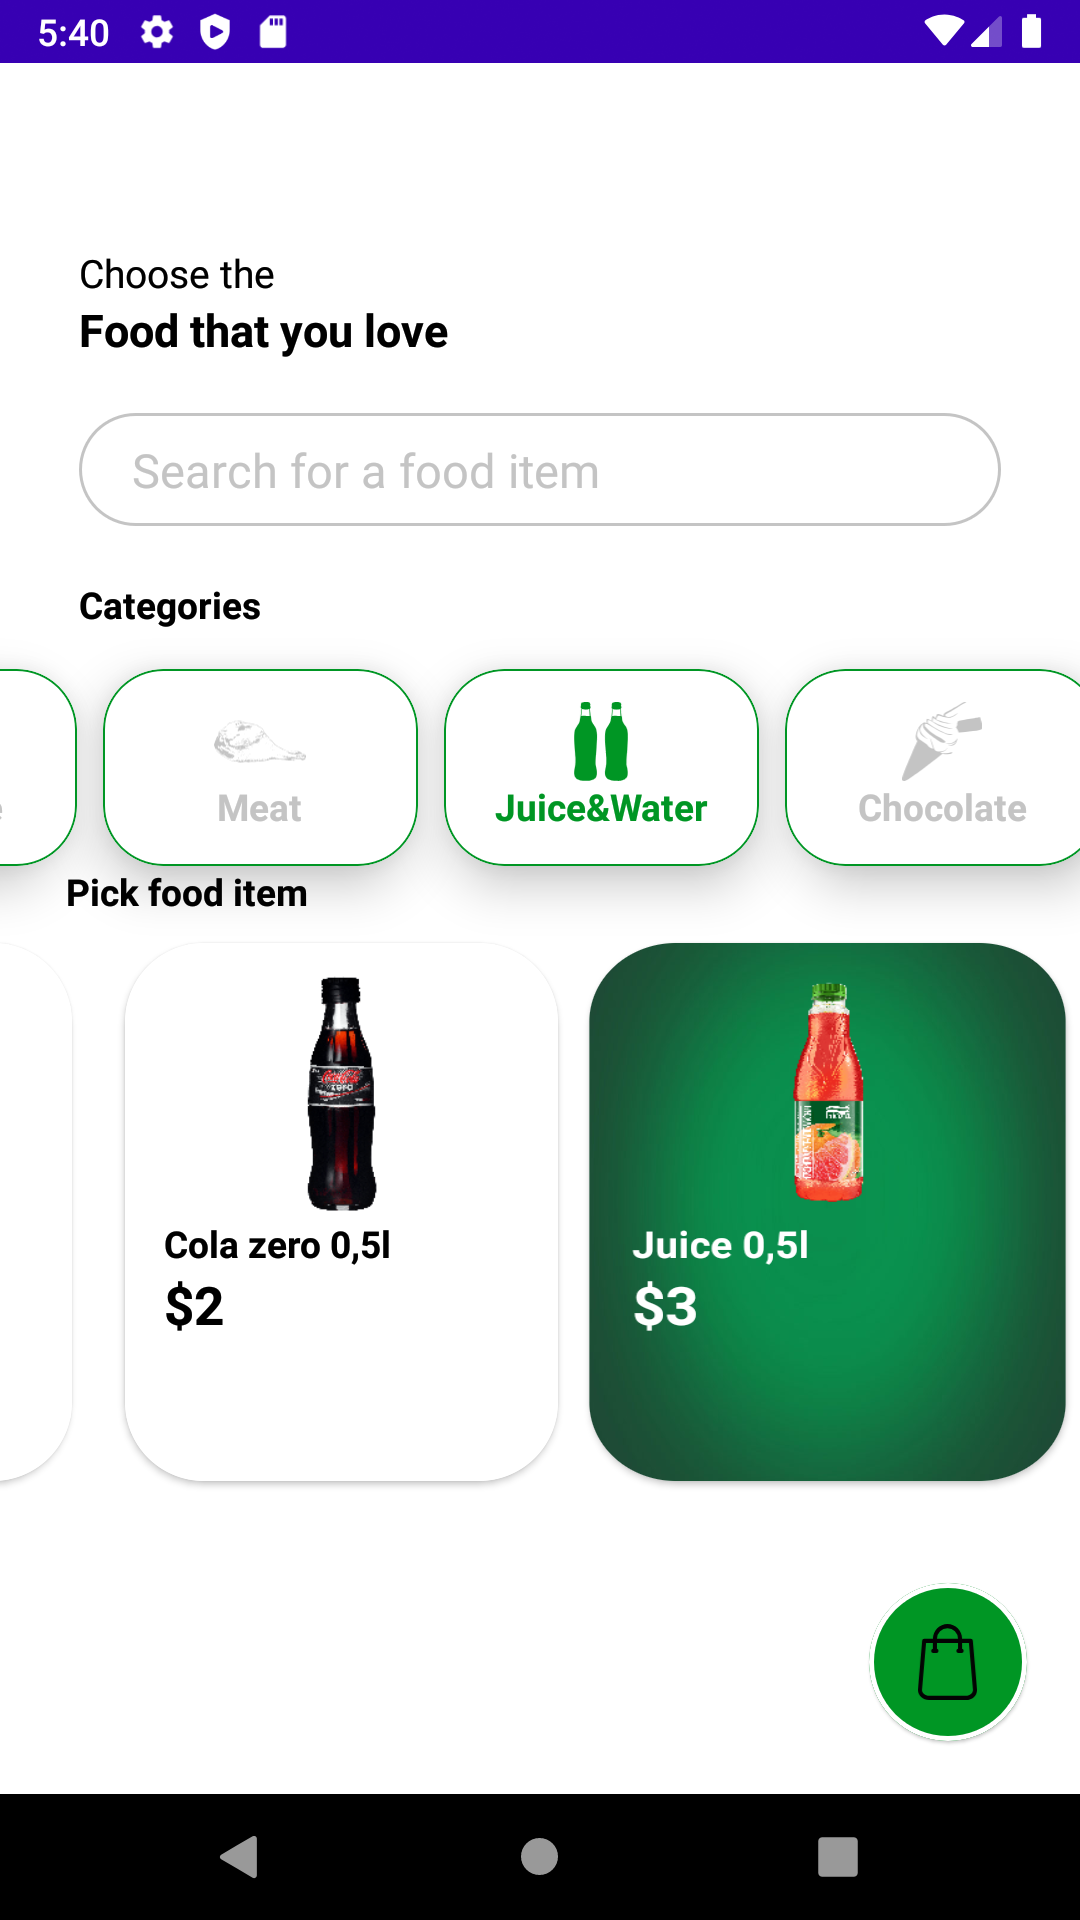 5:40
Choose the
Food that you love
Search for a food item
Categories
Meat
Juice&Water
Chocolate
Pick food item
Cola zero 0,5l
$2
Juice 0,5l
$3